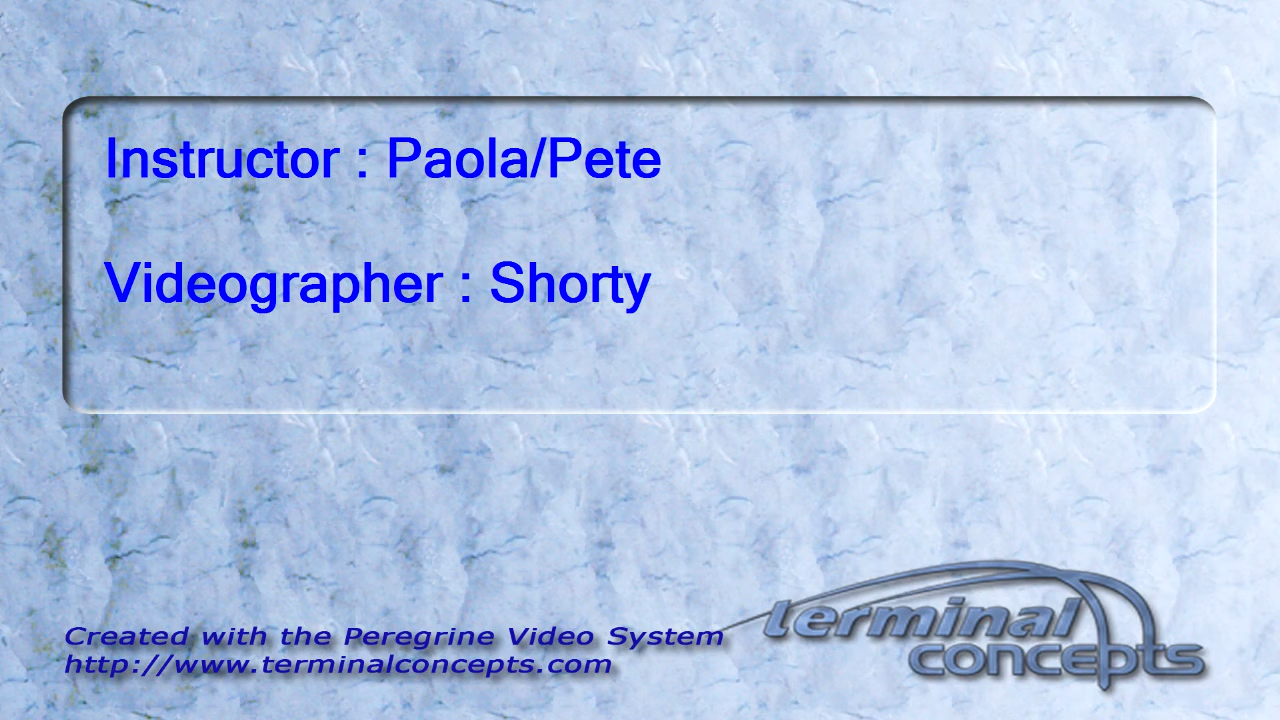 Instructor : Paola/Pete
Videographer : Shorty
Created with the Peregrine Video System
http://www.terminalconcepts.com
terminal
concepts